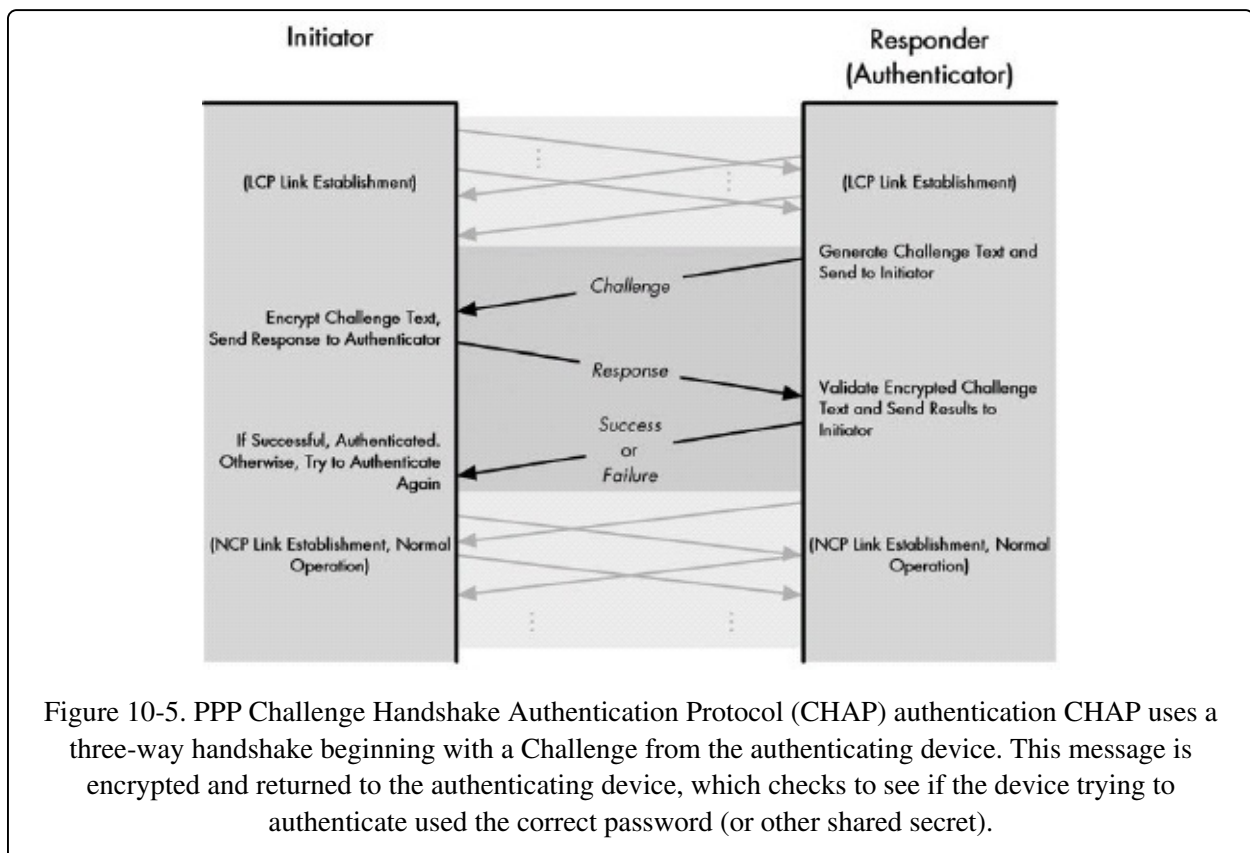 Initiator
Responder
(Authenticator)
(LCP Link Establishment)
(LCP Link Establishment)
Generate Challenge Text and
Send to Initiator
Challenge
Encrypt Challenge Text,
Send Response to Authenticator
Response
Validate Encrypted Challenge
Text and Send Results to
Initiator
Success
or
Failure
If Successful, Authenticated.
Otherwise, Try to Authenticate
Again
(NCP Link Establishment, Normal
Operation)
(NCP Link Establishment, Normal
Operation)
Figure 10-5. PPP Challenge Handshake Authentication Protocol (CHAP) authentication CHAP uses a
three-way handshake beginning with a Challenge from the authenticating device. This message is
encrypted and returned to the authenticating device, which checks to see if the device trying to
authenticate used the correct password (or other shared secret).